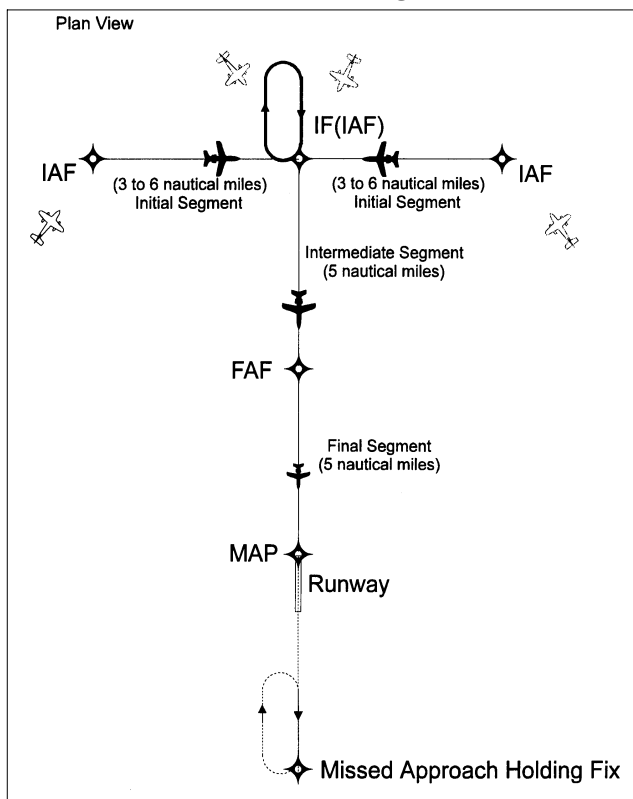 Plan View
IF(IAF)
IAF
IAF
(3 to 6 nautical miles)
Initial Segment
(3 to 6 nautical miles)
Initial Segment
Intermediate Segment
(5 nautical miles)
FAF
Final Segment
(5 nautical miles)
MAP
Runway
Missed Approach Holding Fix